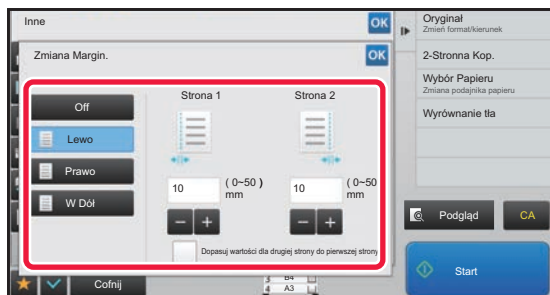 Inne
OK
Zmiana Margin.
OK
Off
Lewo
Prawo
W Dół
Strona 1
Strona 2
10
( 0~50 )
mm
10
( 0~50
mm
Dopasuj wartości dla drugiej strony do pierwszej strony
Cofnij
3 B4
4 A3
Oryginał
Zmień format/kierunek
2-Stronna Kop.
Wybór Papieru
Zmiana podajnika papieru
Wyrównanie tła
Podgląd
CA
Start